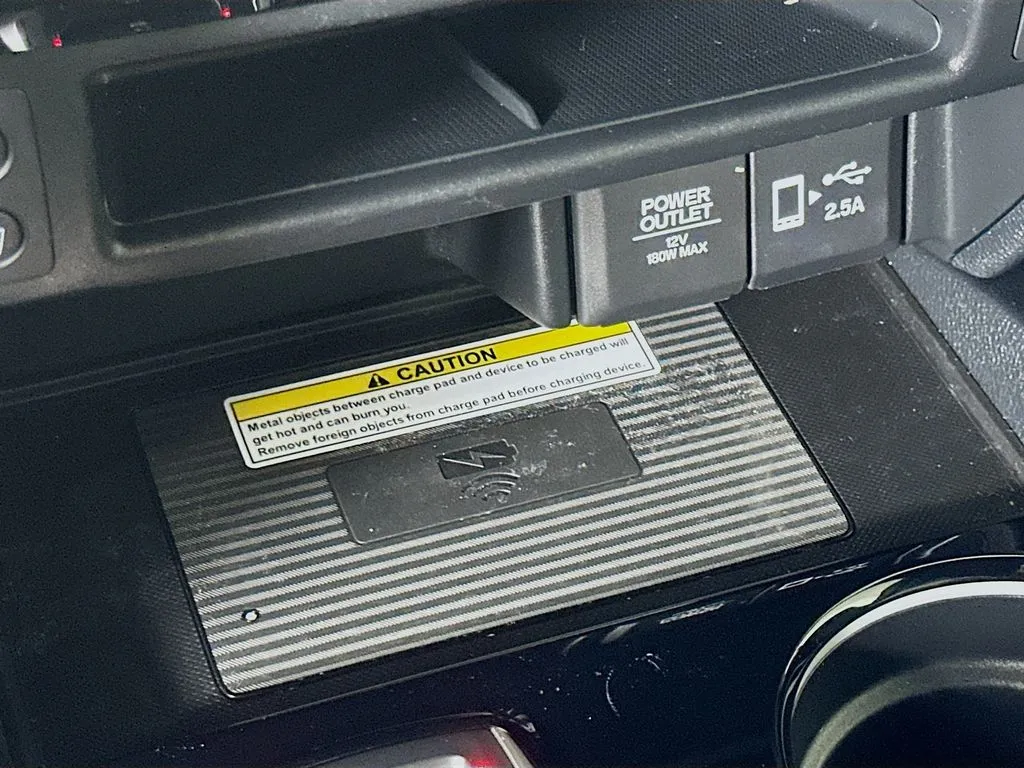 POWER
OUTLET
12V
180W MAX
2.5A
CAUTION
Metal objects between charge pad and device to be charged will
get hot and can burn you.
Remove foreign objects from charge pad before charging device.